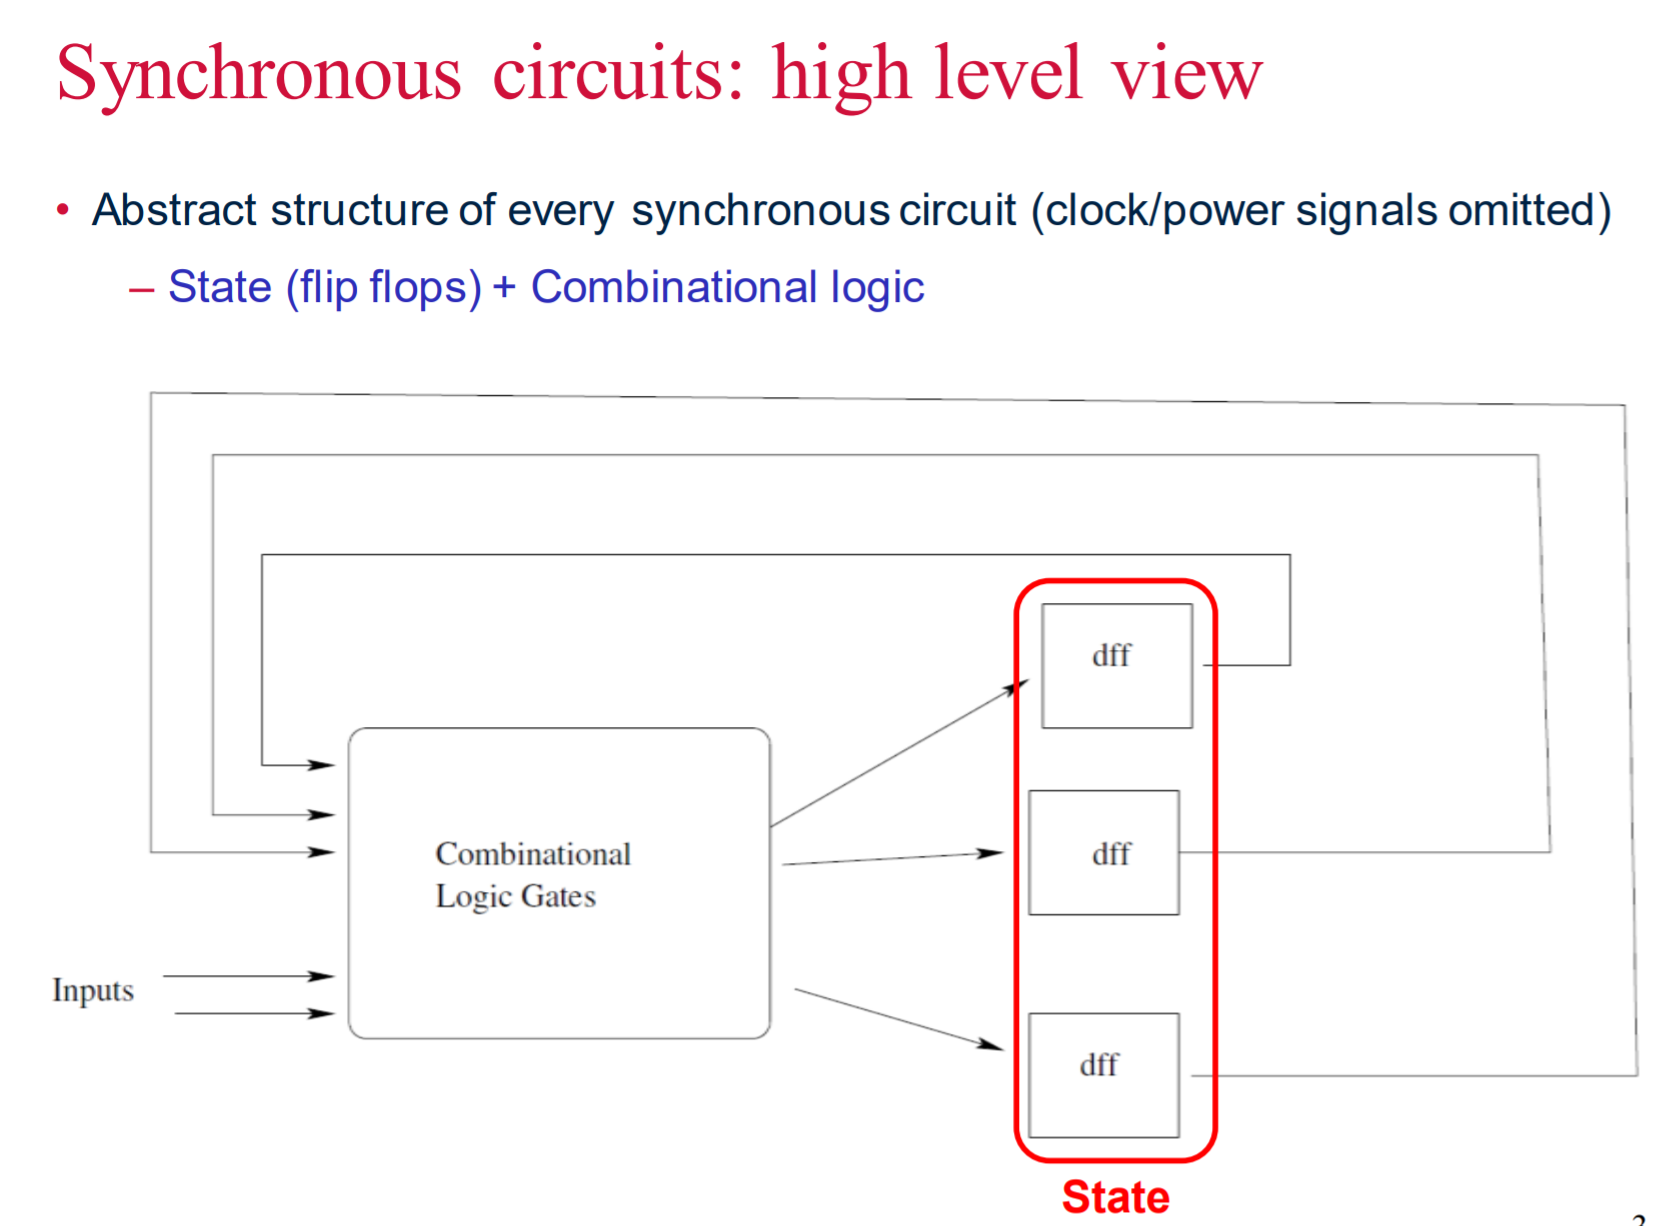 Synchronous circuits: high level view
• Abstract structure of every synchronous circuit (clock/power signals omitted)
– State (flip flops) + Combinational logic
dff
dff
Combinational
Logic Gates
Inputs
dff
State